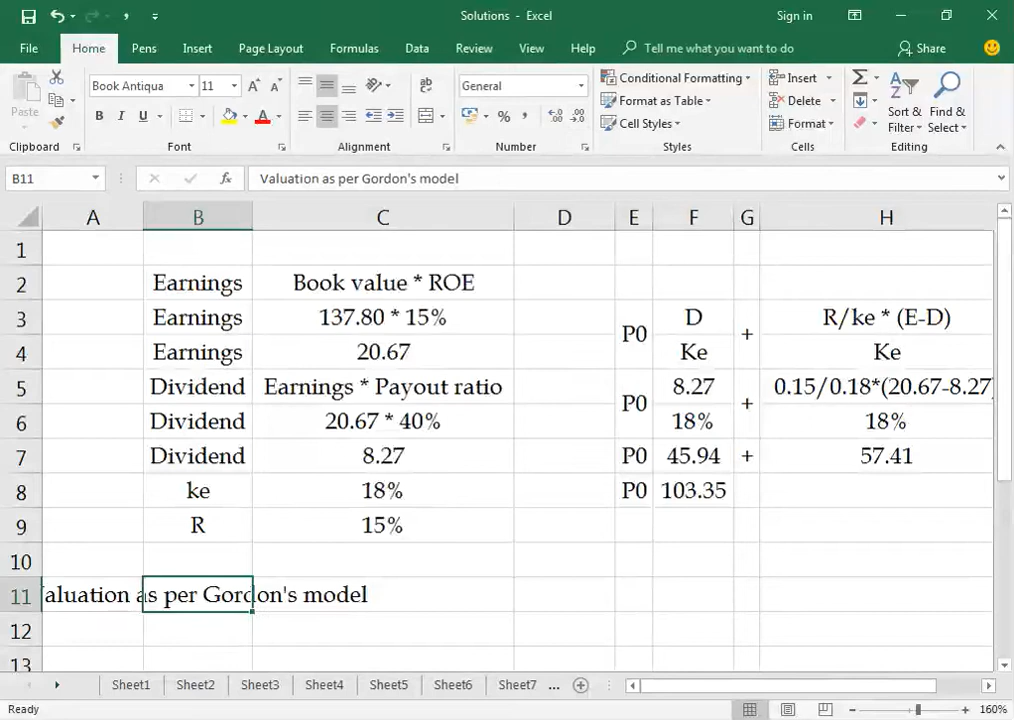 Solutions - Excel
Sign in
File Home Pens Insert Page Layout Formulas Data Review View Help Tell me what you want to do Share
Paste
Book Antiqua 11
B I U A
General
% ,
Conditional Formatting
Format as Table
Cell Styles
Insert
Delete
Format
Sort & Filter
Find & Select
Clipboard Font Alignment Number Styles Cells Editing
B11 fx Valuation as per Gordon's model
A B C D E F G H
1
2 Earnings Book value * ROE
3 Earnings 137.80 * 15% P0 D + R/ke * (E-D)
4 Earnings 20.67 Ke Ke
5 Dividend Earnings * Payout ratio P0 8.27 + 0.15/0.18*(20.67-8.27)
6 Dividend 20.67 * 40% 18% 18%
7 Dividend 8.27 P0 45.94 + 57.41
8 ke 18% P0 103.35
9 R 15%
10
11 aluation as per Gordon's model
12
13
Sheet1 Sheet2 Sheet3 Sheet4 Sheet5 Sheet6 Sheet7 ...
Ready 160%